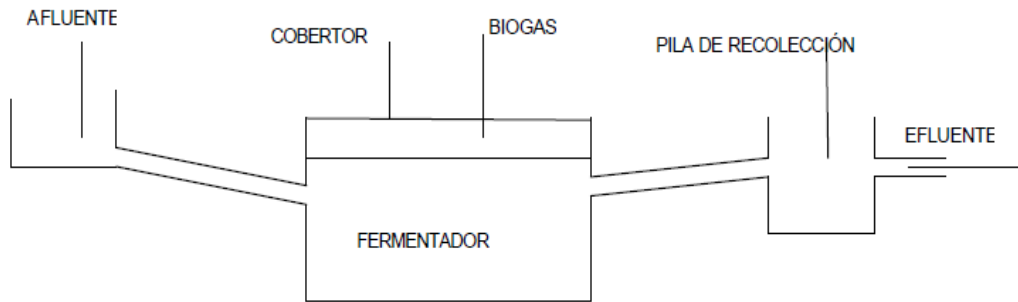 AFLUENTE
COBERTOR
BIOGAS
PILA DE RECOLECCIÓN
EFLUENTE
FERMENTADOR